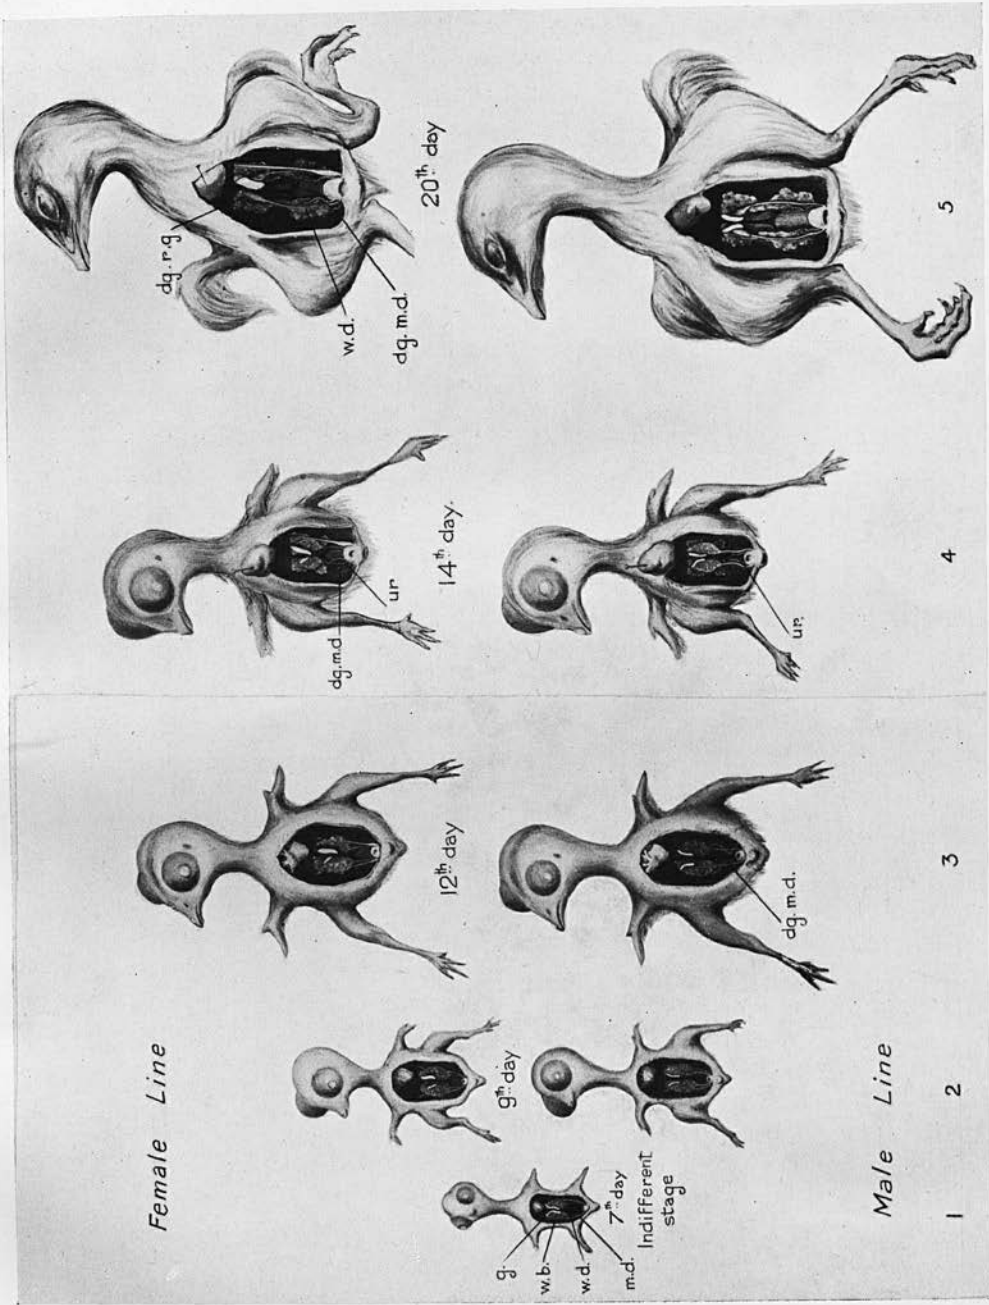 Female Line
g.
w.b.
w.d.
m.d.
7th day
Indifferent
stage
9th day
12th day
dg. m.d.
dg. m.d
ur.
14th day.
ur.
dg. r. g
w.d.
dg. m.d.
20th day
Male Line
1
2
3
4
5